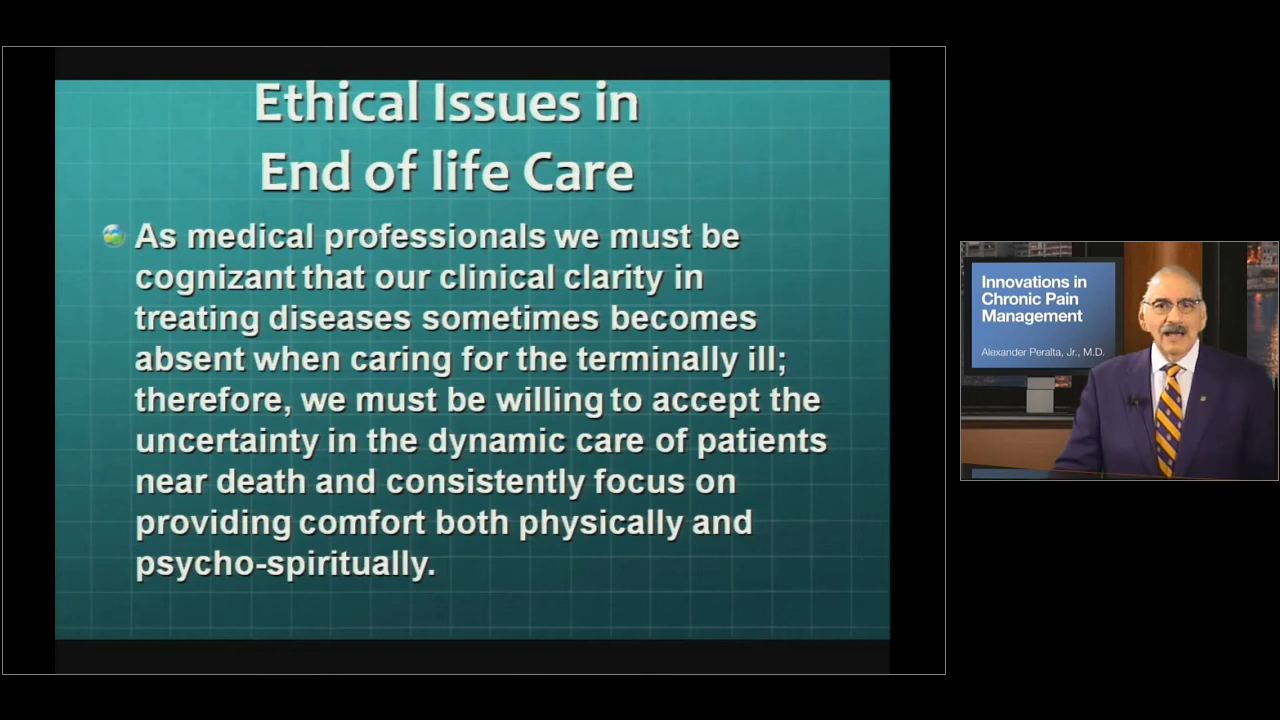 Ethical Issues in
End of life Care
As medical professionals we must be
cognizant that our clinical clarity in
treating diseases sometimes becomes
absent when caring for the terminally ill;
therefore, we must be willing to accept the
uncertainty in the dynamic care of patients
near death and consistently focus on
providing comfort both physically and
psycho-spiritually.
Innovations in
Chronic Pain
Management
Alexander Peralta, Jr., M.D.